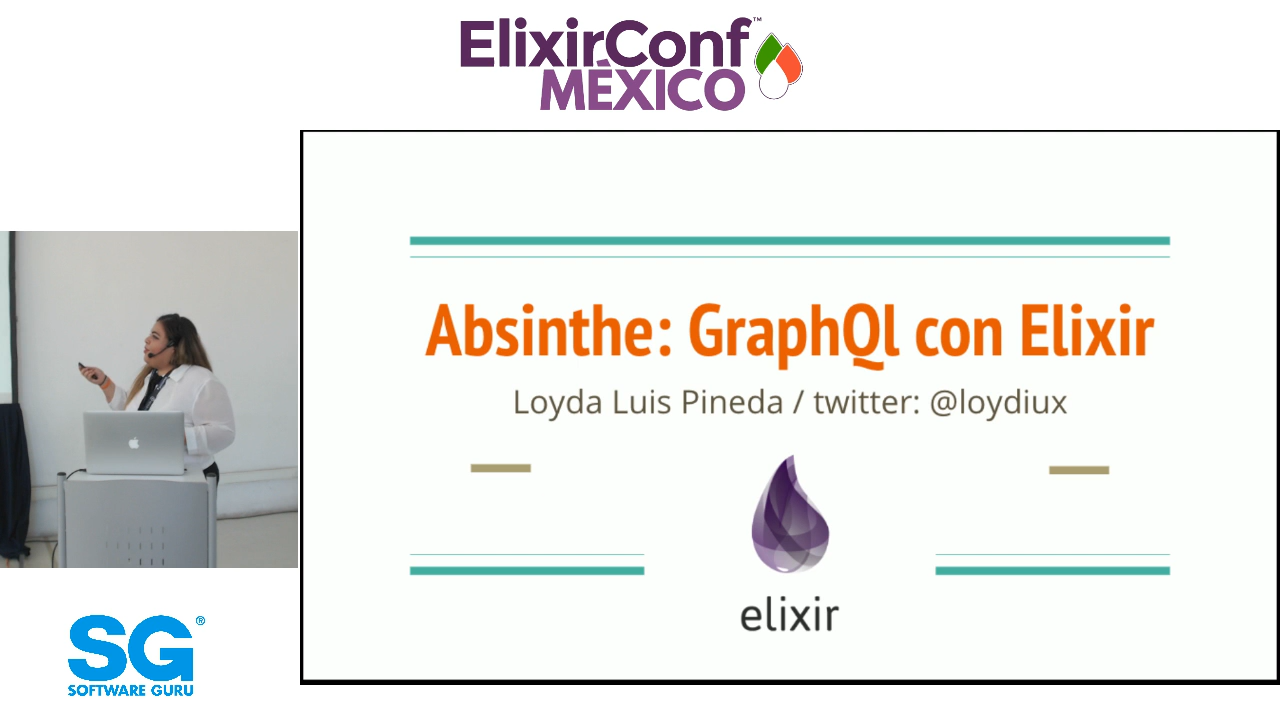 ElixirConf™
MÉXICO
Absinthe: GraphQl con Elixir
Loyda Luis Pineda / twitter: @loydiux
elixir
SG®
SOFTWARE GURU